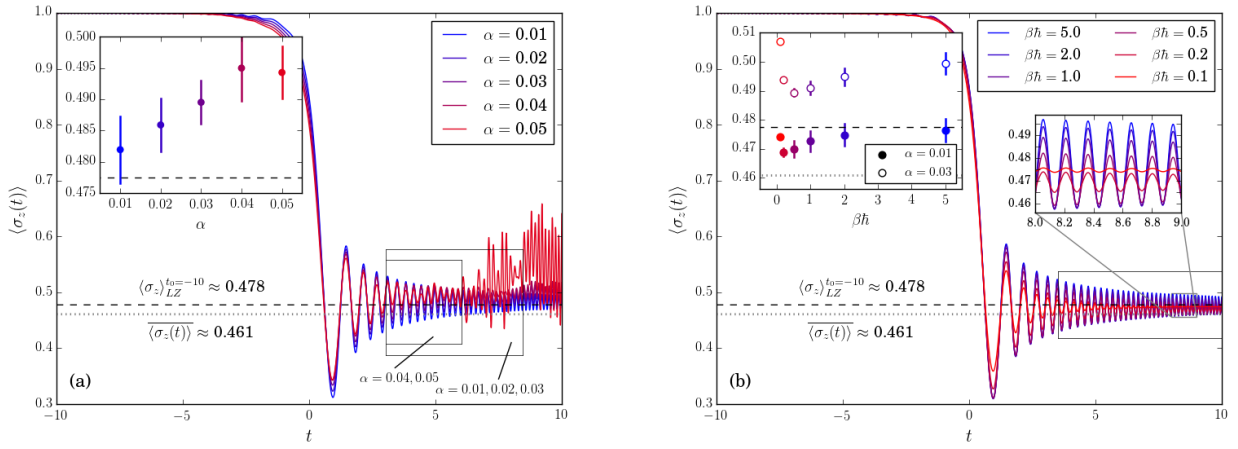 1.0
0.9
0.8
0.7
0.6
0.5
0.4
0.3
⟨σz(t)⟩
−10
−5
0
5
10
t
0.500
0.495
0.490
0.485
0.480
0.475
0.01
0.02
0.03
0.04
0.05
α
α = 0.01
α = 0.02
α = 0.03
α = 0.04
α = 0.05
⟨σz⟩LZ^t0=−10 ≈ 0.478
⟨σz(t)⟩ ≈ 0.461
α = 0.04, 0.05
α = 0.01, 0.02, 0.03
(a)
1.0
0.9
0.8
0.7
0.6
0.5
0.4
0.3
⟨σz(t)⟩
−10
−5
0
5
10
t
0.51
0.50
0.49
0.48
0.47
0.46
0
1
2
3
4
5
βħ
α = 0.01
α = 0.03
βħ = 5.0
βħ = 2.0
βħ = 1.0
βħ = 0.5
βħ = 0.2
βħ = 0.1
0.49
0.48
0.47
0.46
8.0
8.2
8.4
8.6
8.8
9.0
⟨σz⟩LZ^t0=−10 ≈ 0.478
⟨σz(t)⟩ ≈ 0.461
(b)